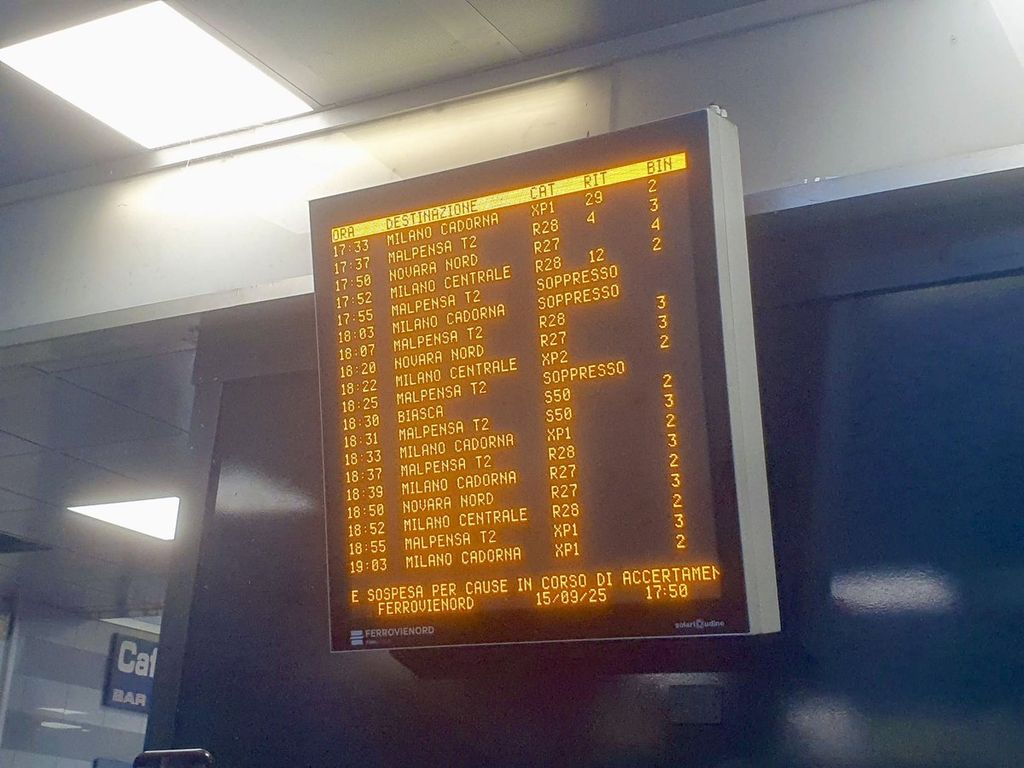 ORA DESTINAZIONE CAT RIT BIN
17:33 MILANO CADORNA XP1 29 2
17:37 MALPENSA T2 R28 4 3
17:50 NOVARA NORD R27 4
17:52 MILANO CENTRALE R28 12 2
17:55 MALPENSA T2 SOPPRESSO
18:03 MILANO CADORNA SOPPRESSO
18:07 MALPENSA T2 R28 3
18:20 NOVARA NORD R27 3
18:22 MILANO CENTRALE XP2 2
18:25 MALPENSA T2 SOPPRESSO
18:30 BIASCA S50 2
18:31 MALPENSA T2 S50 3
18:33 MILANO CADORNA XP1 2
18:37 MALPENSA T2 R28 3
18:39 MILANO CADORNA R27 2
18:50 NOVARA NORD R27 3
18:52 MILANO CENTRALE R28 2
18:55 MALPENSA T2 XP1 3
19:03 MILANO CADORNA XP1 2
E SOSPESA PER CAUSE IN CORSO DI ACCERTAMEN
FERROVIENORD 15/09/25 17:50
FERROVIENORD
solari udine
Caf
BAR